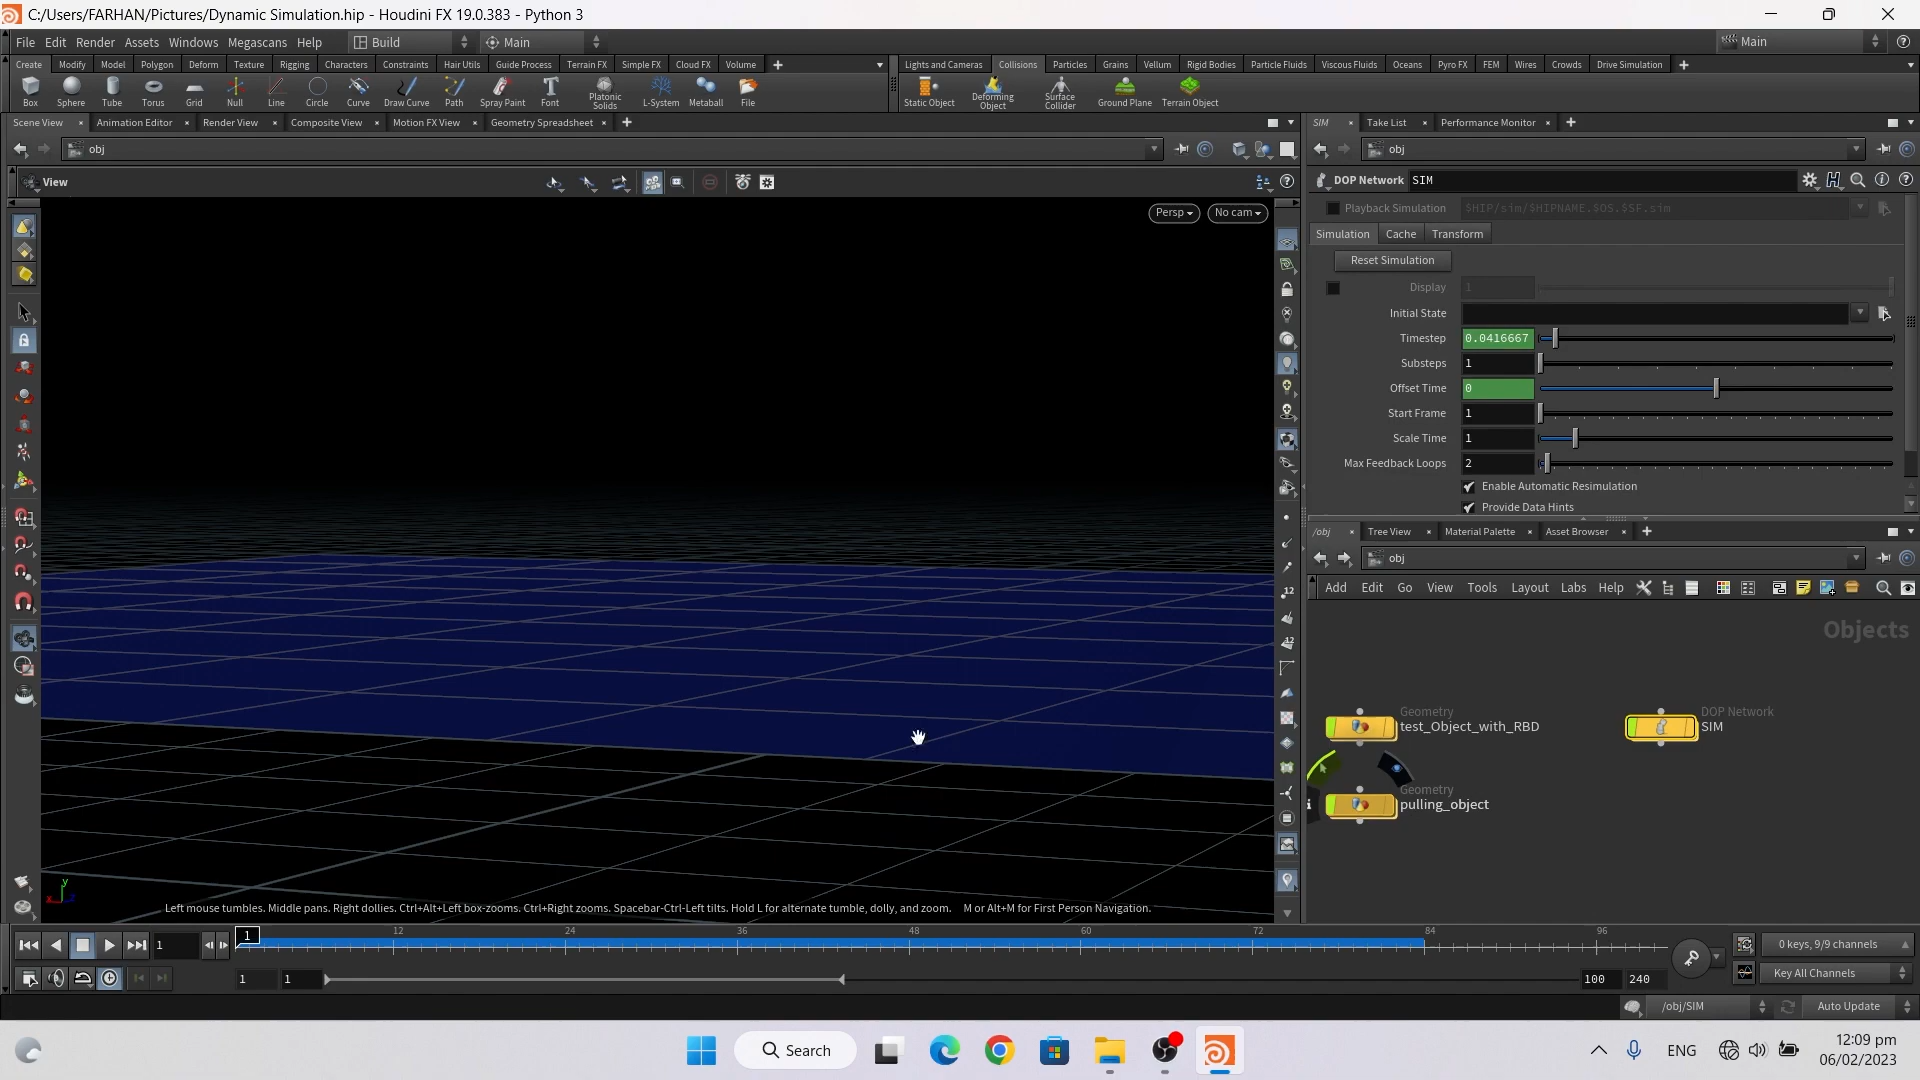 C:/Users/FARHAN/Pictures/Dynamic Simulation.hip - Houdini FX 19.0.383 - Python 3
File Edit Render Assets Windows Megascans Help Build Main Main
Create Modify Model Polygon Deform Texture Rigging Characters Constraints Hair Utils Guide Process Terrain FX Simple FX Cloud FX Volume
Lights and Cameras Collisions Particles Grains Vellum Rigid Bodies Particle Fluids Viscous Fluids Oceans Pyro FX FEM Wires Crowds Drive Simulation
Box Sphere Tube Torus Grid Null Line Circle Curve Draw Curve Path Spray Paint Font Platonic Solids L-System Metaball File
Static Object Deforming Object Surface Collider Ground Plane Terrain Object
Scene View Animation Editor Render View Composite View Motion FX View Geometry Spreadsheet
SIM Take List Performance Monitor
obj
obj
View
DOP Network SIM
Playback Simulation $HIP/sim/$HIPNAME.$OS.$SF.sim
Persp No cam
Simulation Cache Transform
Reset Simulation
Display 1
Initial State
Timestep 0.0416667
Substeps 1
Offset Time 0
Start Frame 1
Scale Time 1
Max Feedback Loops 2
Enable Automatic Resimulation
Provide Data Hints
/obj Tree View Material Palette Asset Browser
obj
Add Edit Go View Tools Layout Labs Help
Objects
Geometry
test_Object_with_RBD
DOP Network
SIM
Geometry
pulling_object
Left mouse tumbles. Middle pans. Right dollies. Ctrl+Alt+Left box-zooms. Ctrl+Right zooms. Spacebar-Ctrl-Left tilts. Hold L for alternate tumble, dolly, and zoom. M or Alt+M for First Person Navigation.
1 1 12 24 36 48 60 72 84 96
0 keys, 9/9 channels
1 1 100 240
Key All Channels
/obj/SIM Auto Update
Search
ENG
12:09 pm
06/02/2023